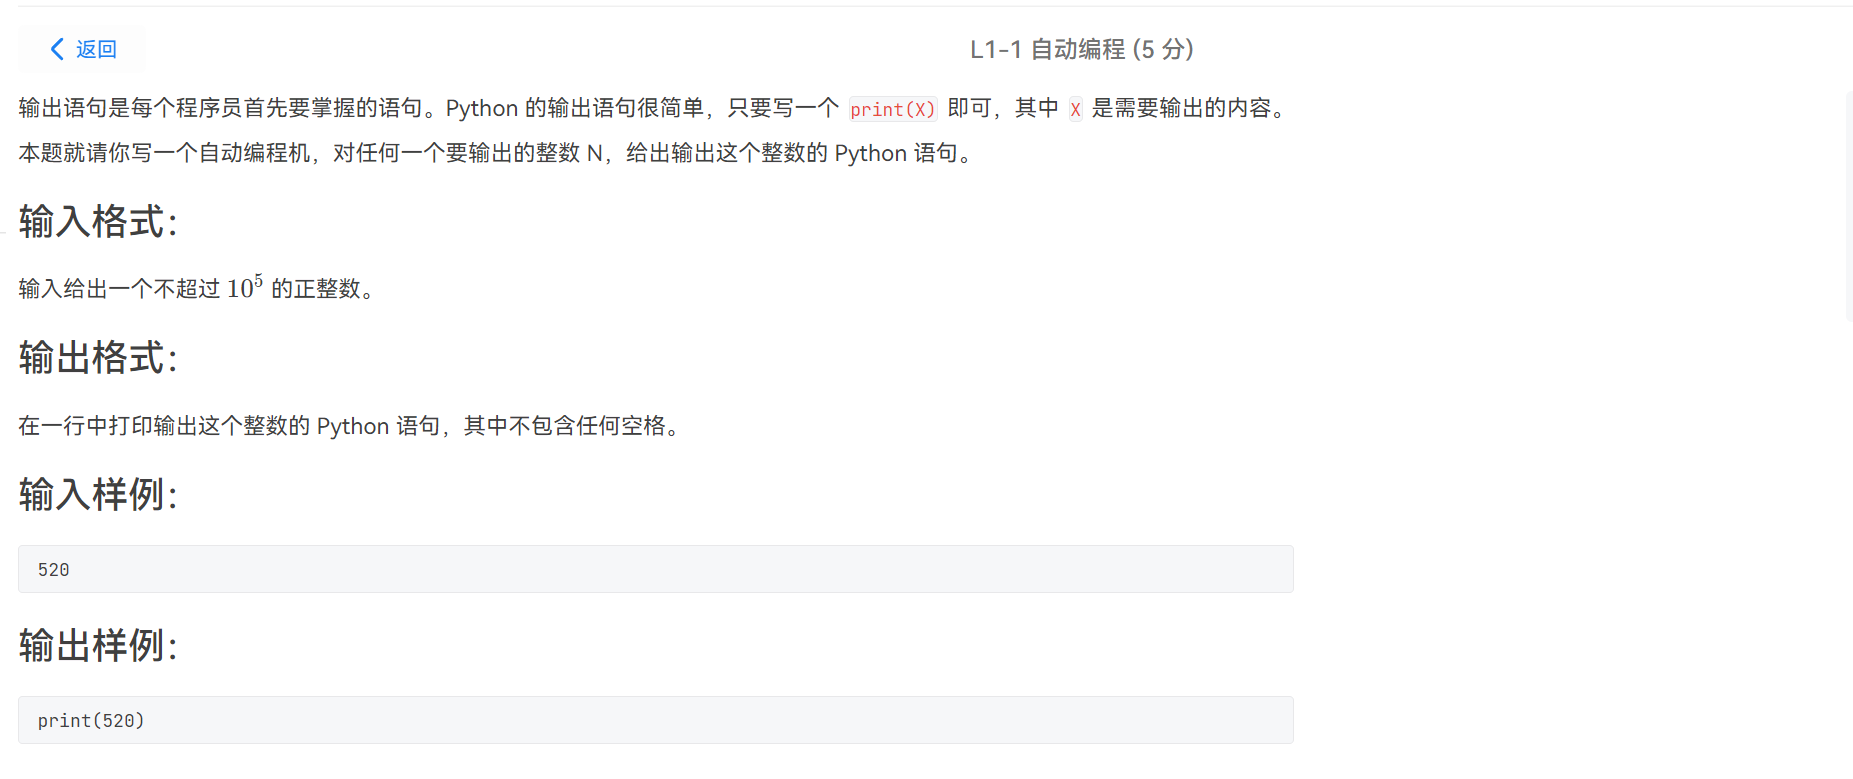 返回
L1-1 自动编程 (5 分)
输出语句是每个程序员首先要掌握的语句。Python 的输出语句很简单，只要写一个 print(X) 即可，其中 X 是需要输出的内容。
本题就请你写一个自动编程机，对任何一个要输出的整数 N，给出输出这个整数的 Python 语句。
输入格式：
输入给出一个不超过 10⁵ 的正整数。
输出格式：
在一行中打印输出这个整数的 Python 语句，其中不包含任何空格。
输入样例：
520
输出样例：
print(520)